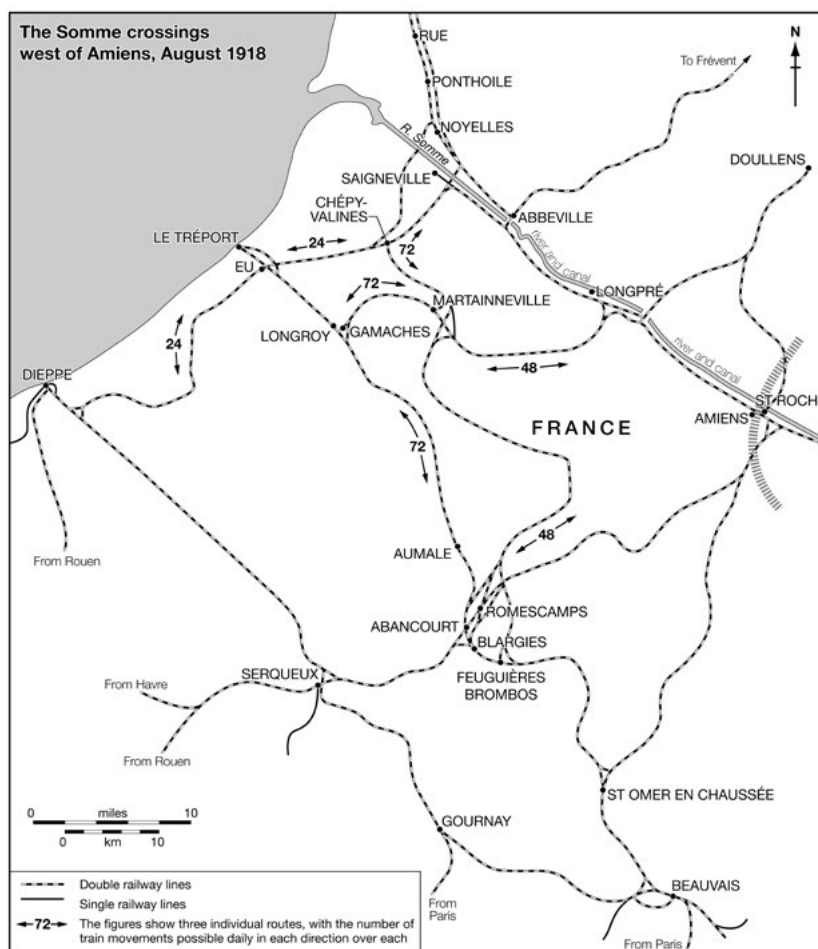 The Somme crossings
west of Amiens, August 1918
N
RUE
To Frévent
PONTHOILE
NOYELLES
R. Somme
DOULLENS
SAIGNEVILLE
CHÉPY-
VALINES
ABBEVILLE
LE TRÉPORT
24
72
river and canal
EU
72
LONGPRÉ
MARTAINNEVILLE
LONGROY
GAMACHES
24
river and canal
48
DIEPPE
ST ROCH
AMIENS
FRANCE
72
48
From Rouen
AUMALE
ROMESCAMPS
ABANCOURT
BLARGIES
SERQUEUX
FEUGUIÈRES
BROMBOS
From Havre
From Rouen
ST OMER EN CHAUSSÉE
0 miles 10
0 km 10
GOURNAY
BEAUVAIS
From
Paris
From Paris
Double railway lines
Single railway lines
72 The figures show three individual routes, with the number of
train movements possible daily in each direction over each